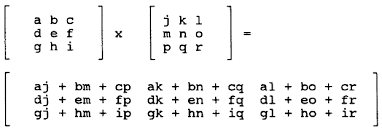 a b c j k l
d e f x m n o =
g h i p q r
aj + bm + cp ak + bn + cq al + bo + cr
dj + em + fp dk + en + fq dl + eo + fr
gj + hm + ip gk + hn + iq gl + ho + ir